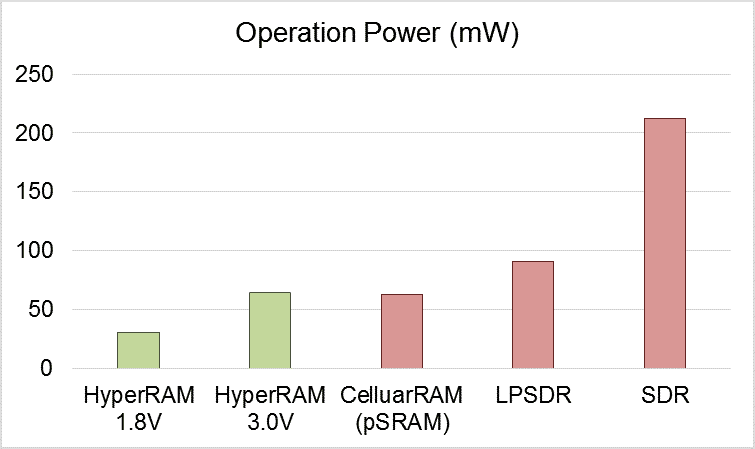 Operation Power (mW)
250
200
150
100
50
0
HyperRAM
1.8V
HyperRAM
3.0V
CelluarRAM
(pSRAM)
LPSDR
SDR